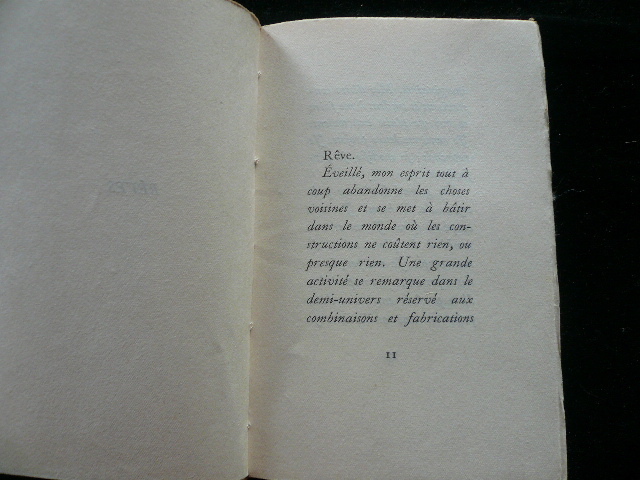 Rêve.
Éveillé, mon esprit tout à
coup abandonne les choses
voisines et se met à bâtir
dans le monde où les con-
structions ne coûtent rien, ou
presque rien. Une grande
activité se remarque dans le
demi-univers réservé aux
combinaisons et fabrications
11